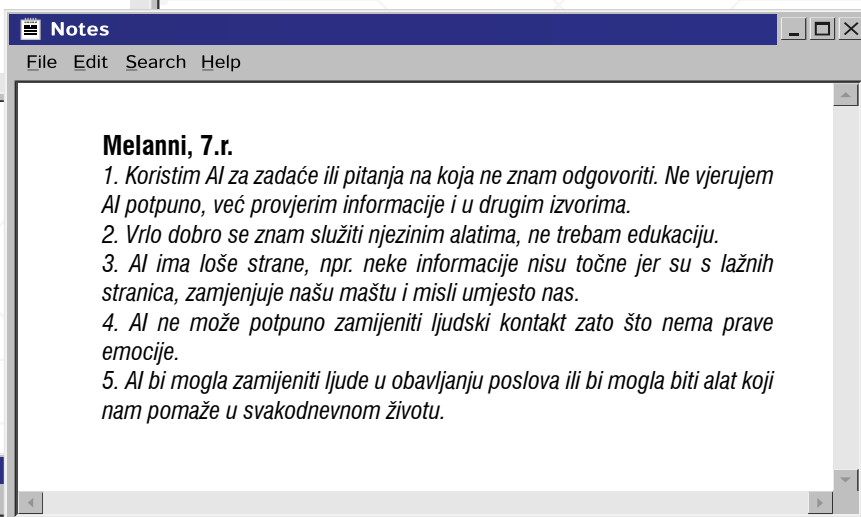 Notes
File Edit Search Help
Melanni, 7.r.
1. Koristim AI za zadaće ili pitanja na koja ne znam odgovoriti. Ne vjerujem
AI potpuno, već provjerim informacije i u drugim izvorima.
2. Vrlo dobro se znam služiti njezinim alatima, ne trebam edukaciju.
3. AI ima loše strane, npr. neke informacije nisu točne jer su s lažnih
stranica, zamjenjuje našu maštu i misli umjesto nas.
4. AI ne može potpuno zamijeniti ljudski kontakt zato što nema prave
emocije.
5. AI bi mogla zamijeniti ljude u obavljanju poslova ili bi mogla biti alat koji
nam pomaže u svakodnevnom životu.